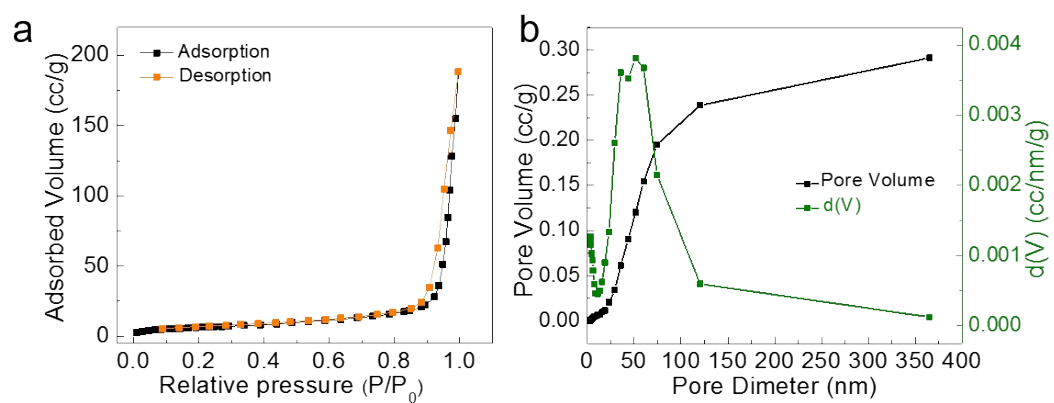 a
Adsorbed Volume (cc/g)
200
150
100
50
0
Adsorption
Desorption
0.0 0.2 0.4 0.6 0.8 1.0
Relative pressure (P/P₀)
b
Pore Volume (cc/g)
0.30
0.25
0.20
0.15
0.10
0.05
0.00
Pore Volume
d(V)
0.004
0.003
0.002
0.001
0.000
d(V) (cc/nm/g)
0 50 100 150 200 250 300 350 400
Pore Dimeter (nm)